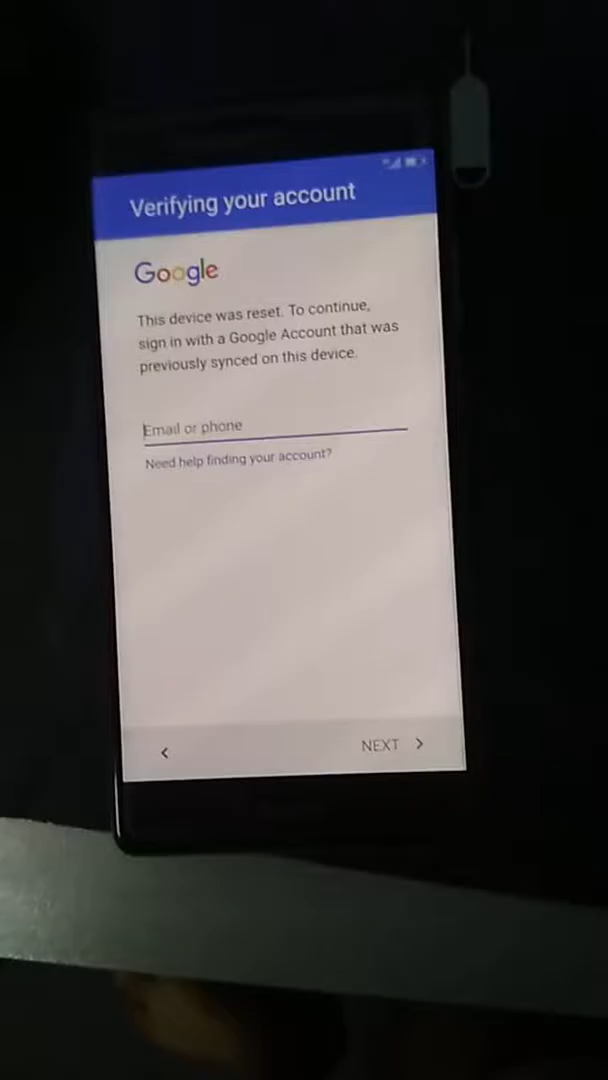 Verifying your account
Google
This device was reset. To continue,
sign in with a Google Account that was
previously synced on this device.
Email or phone
Need help finding your account?
NEXT